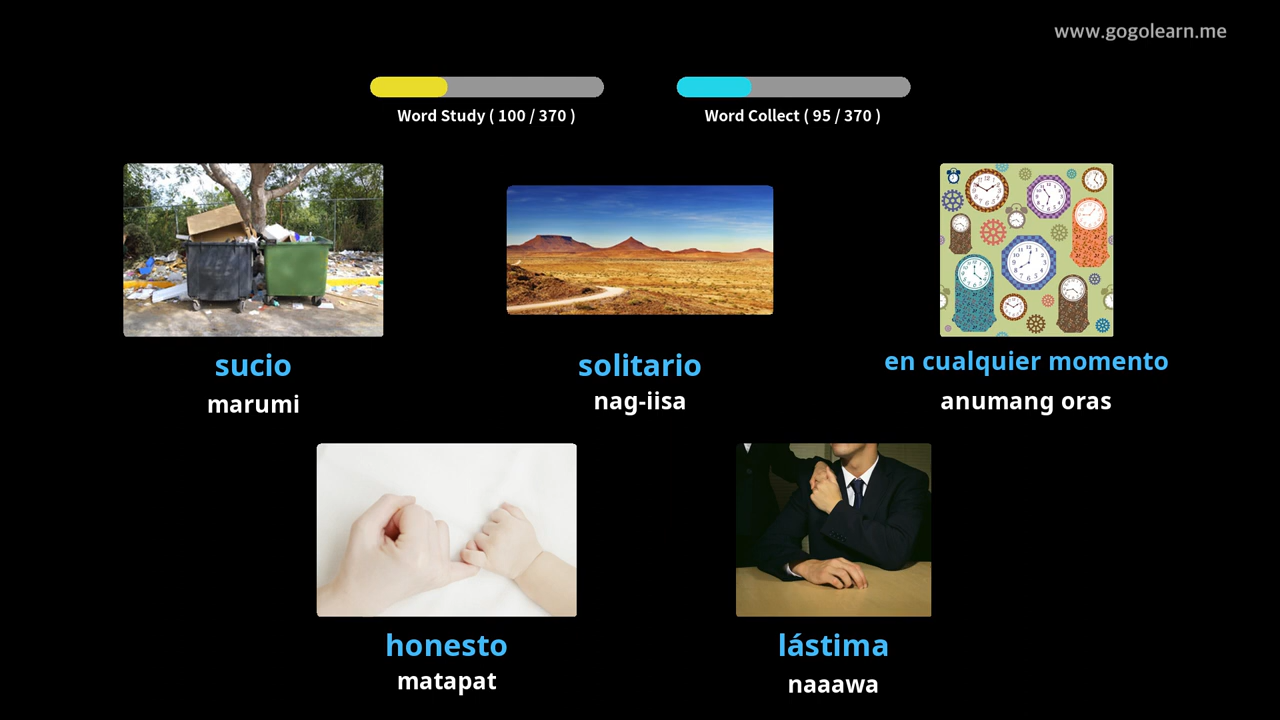 www.gogolearn.me
Word Study ( 100 / 370 )
Word Collect ( 95 / 370 )
sucio
marumi
solitario
nag-iisa
en cualquier momento
anumang oras
honesto
matapat
lástima
naaawa